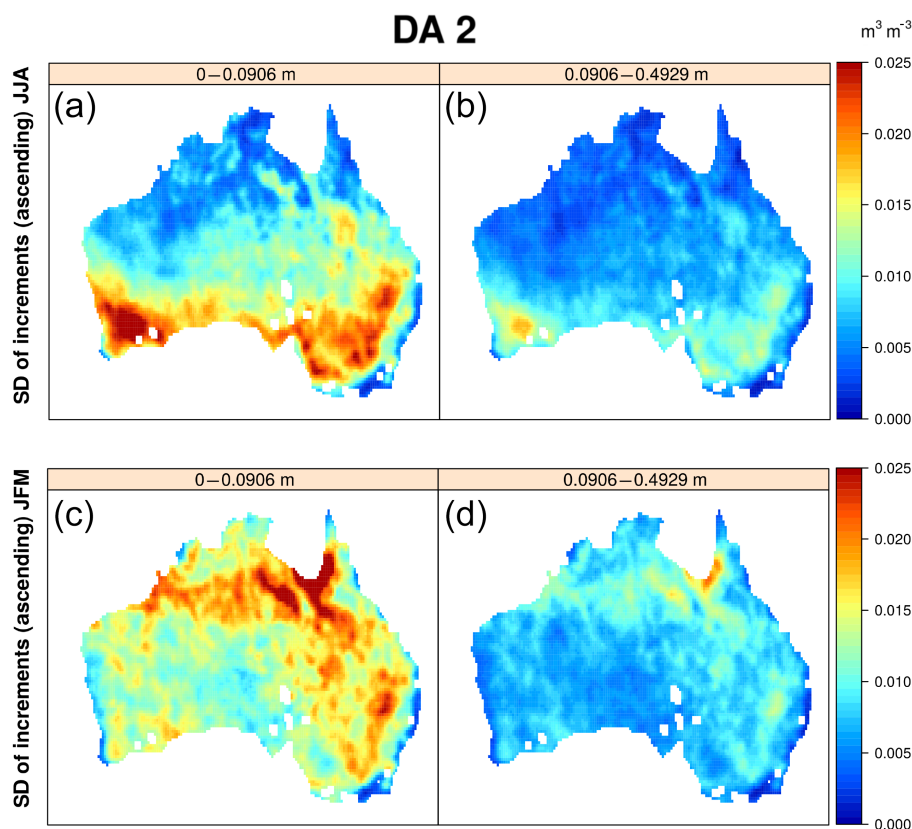 DA 2
m³ m⁻³
0−0.0906 m
0.0906−0.4929 m
SD of increments (ascending) JJA
(a)
(b)
0.025
0.020
0.015
0.010
0.005
0.000
0−0.0906 m
0.0906−0.4929 m
SD of increments (ascending) JFM
(c)
(d)
0.025
0.020
0.015
0.010
0.005
0.000